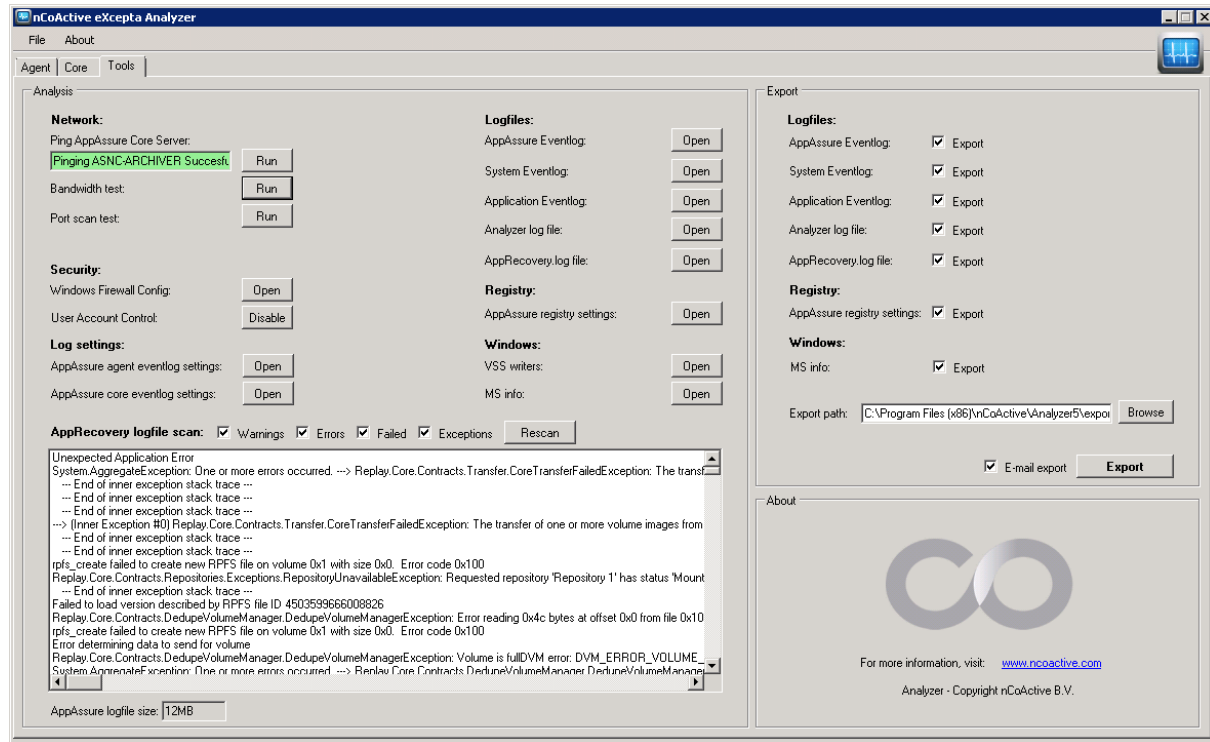 nCoActive eXcepta Analyzer
File About
Agent Core Tools
Analysis
Network:
Ping AppAssure Core Server:
Pinging ASNC-ARCHIVER Succesfu Run
Bandwidth test: Run
Port scan test: Run
Security:
Windows Firewall Config: Open
User Account Control: Disable
Log settings:
AppAssure agent eventlog settings: Open
AppAssure core eventlog settings: Open
Logfiles:
AppAssure Eventlog: Open
System Eventlog: Open
Application Eventlog: Open
Analyzer log file: Open
AppRecovery.log file: Open
Registry:
AppAssure registry settings: Open
Windows:
VSS writers: Open
MS info: Open
AppRecovery logfile scan: Warnings Errors Failed Exceptions Rescan
Unexpected Application Error
System.AggregateException: One or more errors occurred. ---> Replay.Core.Contracts.Transfer.CoreTransferFailedException: The transf
--- End of inner exception stack trace ---
--- End of inner exception stack trace ---
--- End of inner exception stack trace ---
---> (Inner Exception #0) Replay.Core.Contracts.Transfer.CoreTransferFailedException: The transfer of one or more volume images from
--- End of inner exception stack trace ---
--- End of inner exception stack trace ---
rpfs_create failed to create new RPFS file on volume 0x1 with size 0x0. Error code 0x100
Replay.Core.Contracts.Repositories.Exceptions.RepositoryUnavailableException: Requested repository 'Repository 1' has status 'Mount
--- End of inner exception stack trace ---
Failed to load version described by RPFS file ID 4503599666008826
Replay.Core.Contracts.DedupeVolumeManager.DedupeVolumeManagerException: Error reading 0x4c bytes at offset 0x0 from file 0x10
rpfs_create failed to create new RPFS file on volume 0x1 with size 0x0. Error code 0x100
Error determining data to send for volume
Replay.Core.Contracts.DedupeVolumeManager.DedupeVolumeManagerException: Volume is fullDVM error: DVM_ERROR_VOLUME_
System.AggregateException: One or more errors occurred. ---> Replay.Core.Contracts.DedupeVolumeManager.DedupeVolumeManager
AppAssure logfile size: 12MB
Export
Logfiles:
AppAssure Eventlog: Export
System Eventlog: Export
Application Eventlog: Export
Analyzer log file: Export
AppRecovery.log file: Export
Registry:
AppAssure registry settings: Export
Windows:
MS info: Export
Export path: C:\Program Files (x86)\nCoActive\Analyzer5\expor Browse
E-mail export Export
About
For more information, visit: www.ncoactive.com
Analyzer - Copyright nCoActive B.V.